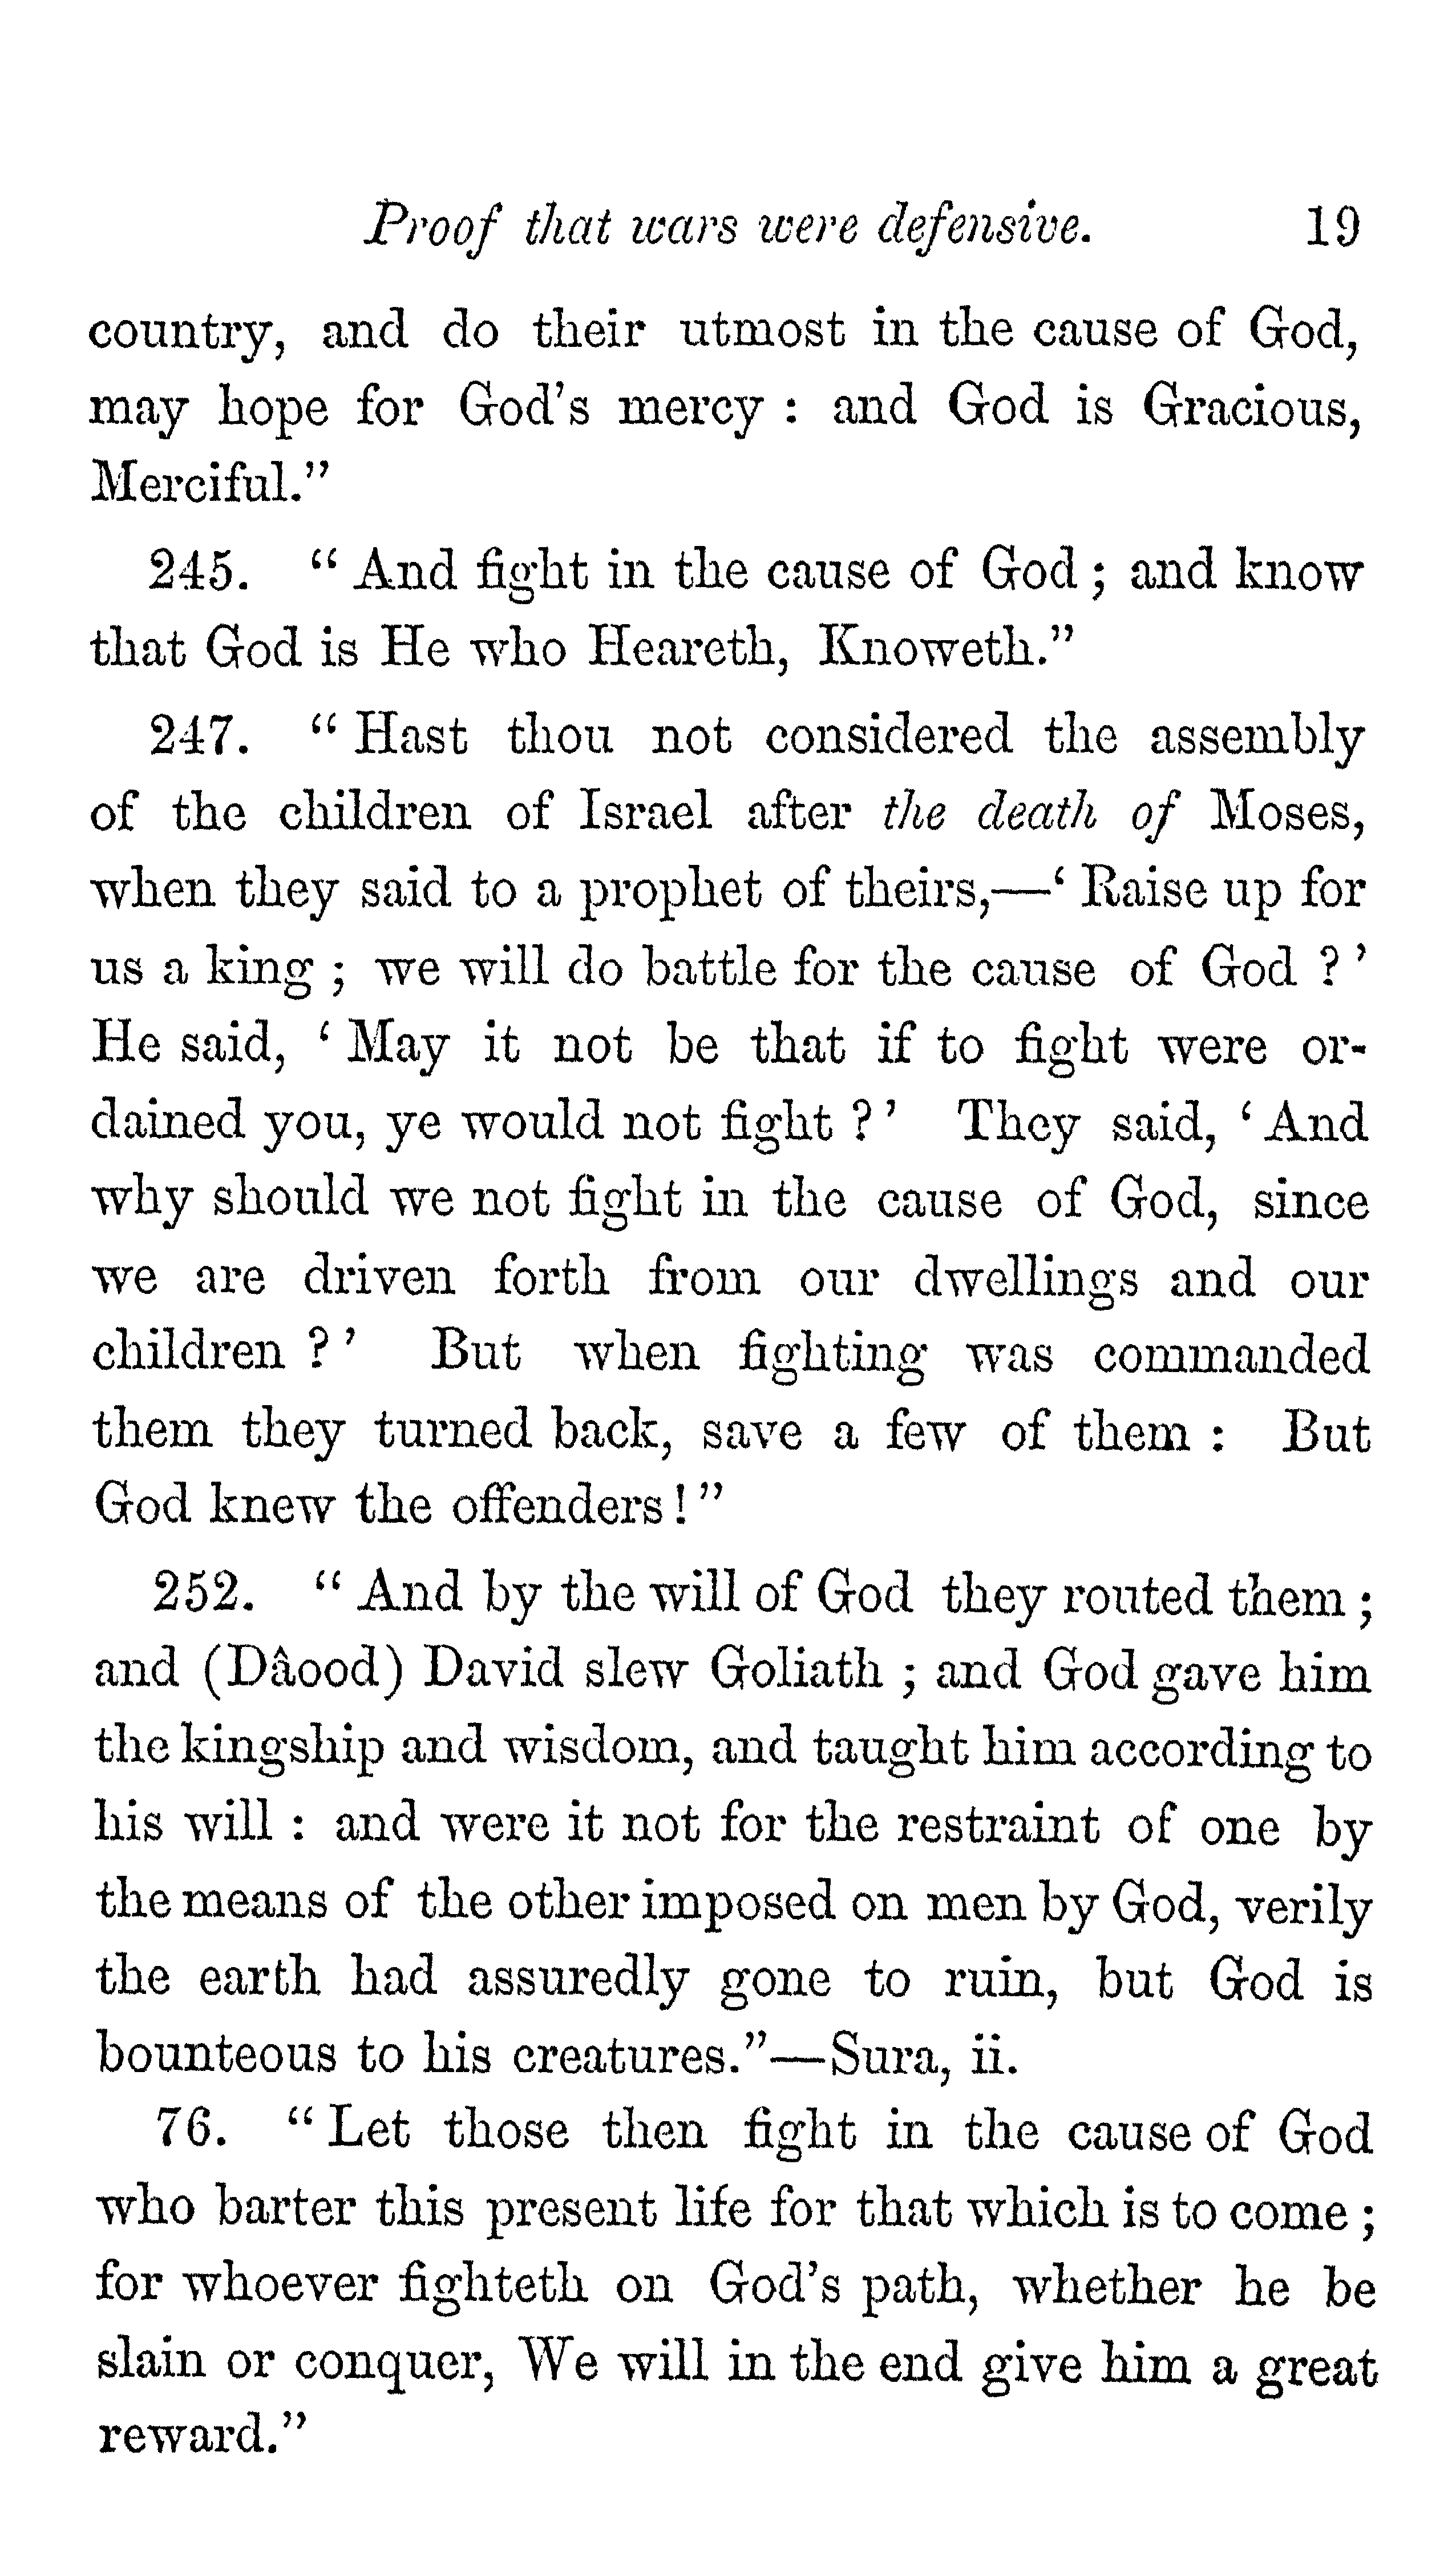 Proof that wars were defensive. 19
country, and do their utmost in the cause of God,
may hope for God's mercy : and God is Gracious,
Merciful."
245. " And fight in the cause of God ; and know
that God is He who Heareth, Knoweth."
247. " Hast thou not considered the assembly
of the children of Israel after the death of Moses,
when they said to a prophet of theirs,—' Raise up for
us a king ; we will do battle for the cause of God ? '
He said, ' May it not be that if to fight were or-
dained you, ye would not fight ? ' They said, ' And
why should we not fight in the cause of God, since
we are driven forth from our dwellings and our
children ? ' But when fighting was commanded
them they turned back, save a few of them : But
God knew the offenders ! "
252. " And by the will of God they routed them ;
and (Dâood) David slew Goliath ; and God gave him
the kingship and wisdom, and taught him according to
his will : and were it not for the restraint of one by
the means of the other imposed on men by God, verily
the earth had assuredly gone to ruin, but God is
bounteous to his creatures."—Sura, ii.
76. " Let those then fight in the cause of God
who barter this present life for that which is to come ;
for whoever fighteth on God's path, whether he be
slain or conquer, We will in the end give him a great
reward."